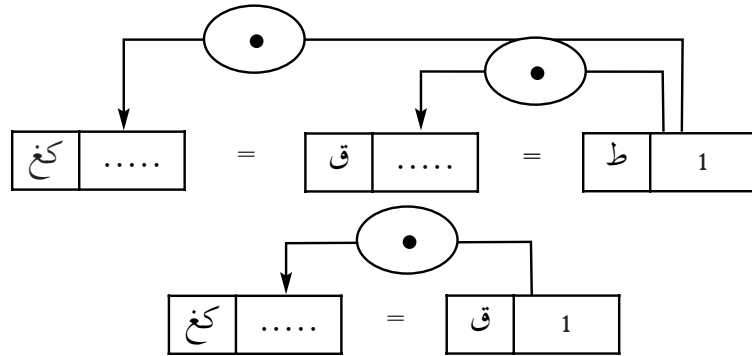 1 ط = ..... ق = ..... كغ
1 ق = ..... كغ